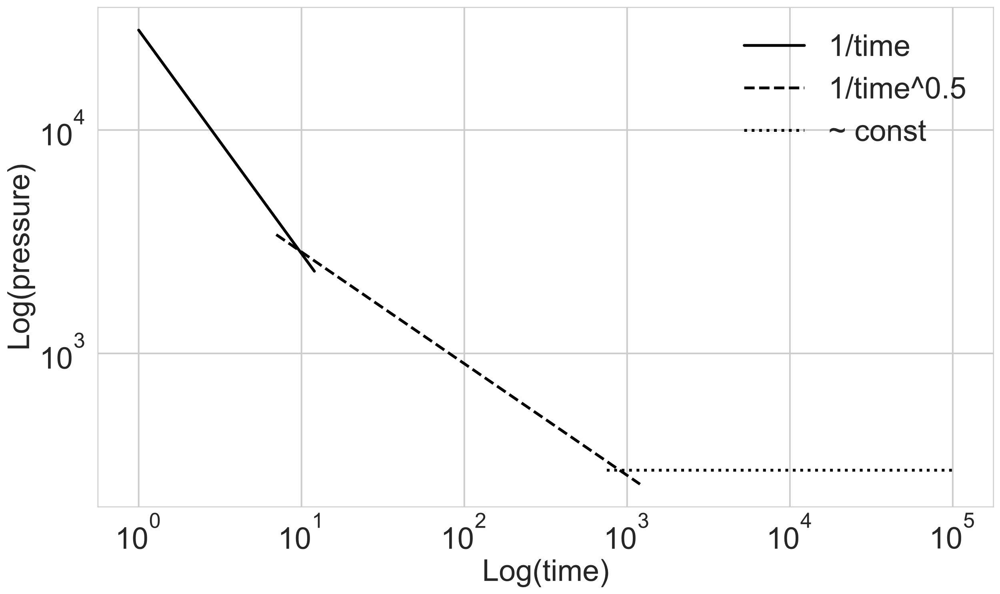 1/time
1/time^0.5
~ const
10^4
10^3
Log(pressure)
10^0 10^1 10^2 10^3 10^4 10^5
Log(time)